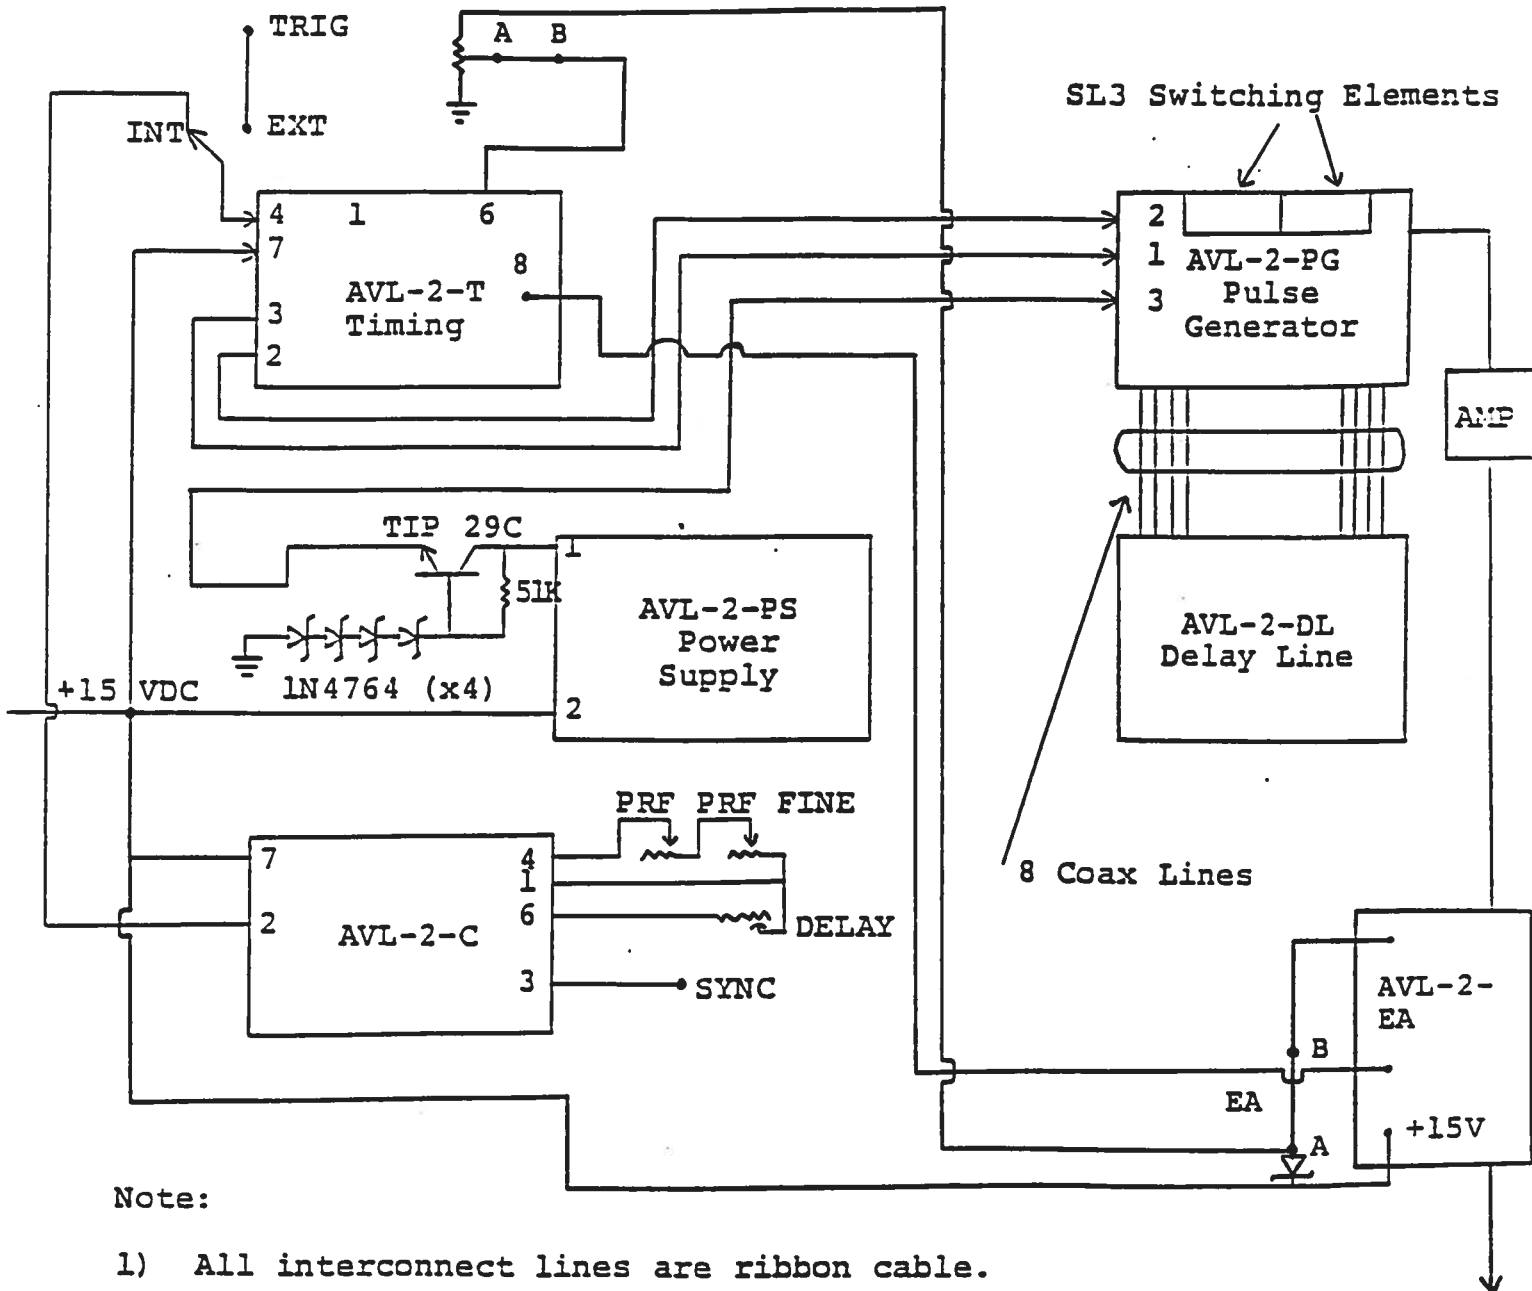 TRIG
A B
SL3 Switching Elements
INT
EXT
4 1 6
7
8
AVL-2-T
Timing
3
2
2
1 AVL-2-PG
Pulse
3
Generator
AMP
TIP 29C
1
51K
AVL-2-PS
Power
Supply
AVL-2-DL
Delay Line
+15 VDC
1N4764 (x4)
2
PRF PRF FINE
7
4
1
8 Coax Lines
2
6
AVL-2-C
DELAY
3
SYNC
AVL-2-
EA
B
EA
+15V
A
Note:
1) All interconnect lines are ribbon cable.